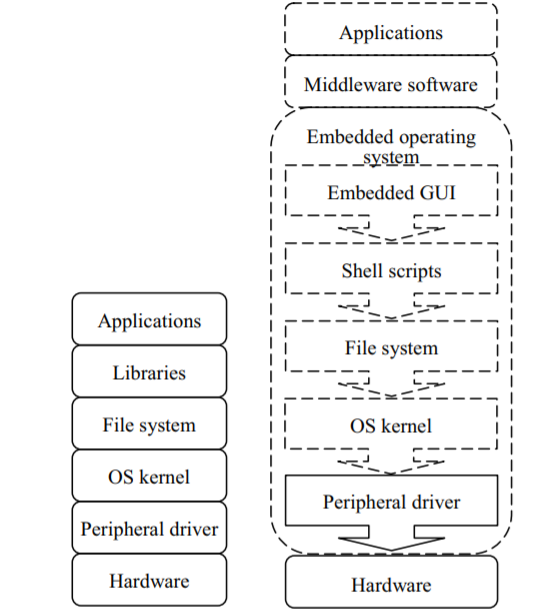 Applications
Libraries
File system
OS kernel
Peripheral driver
Hardware
Applications
Middleware software
Embedded operating
system
Embedded GUI
Shell scripts
File system
OS kernel
Peripheral driver
Hardware